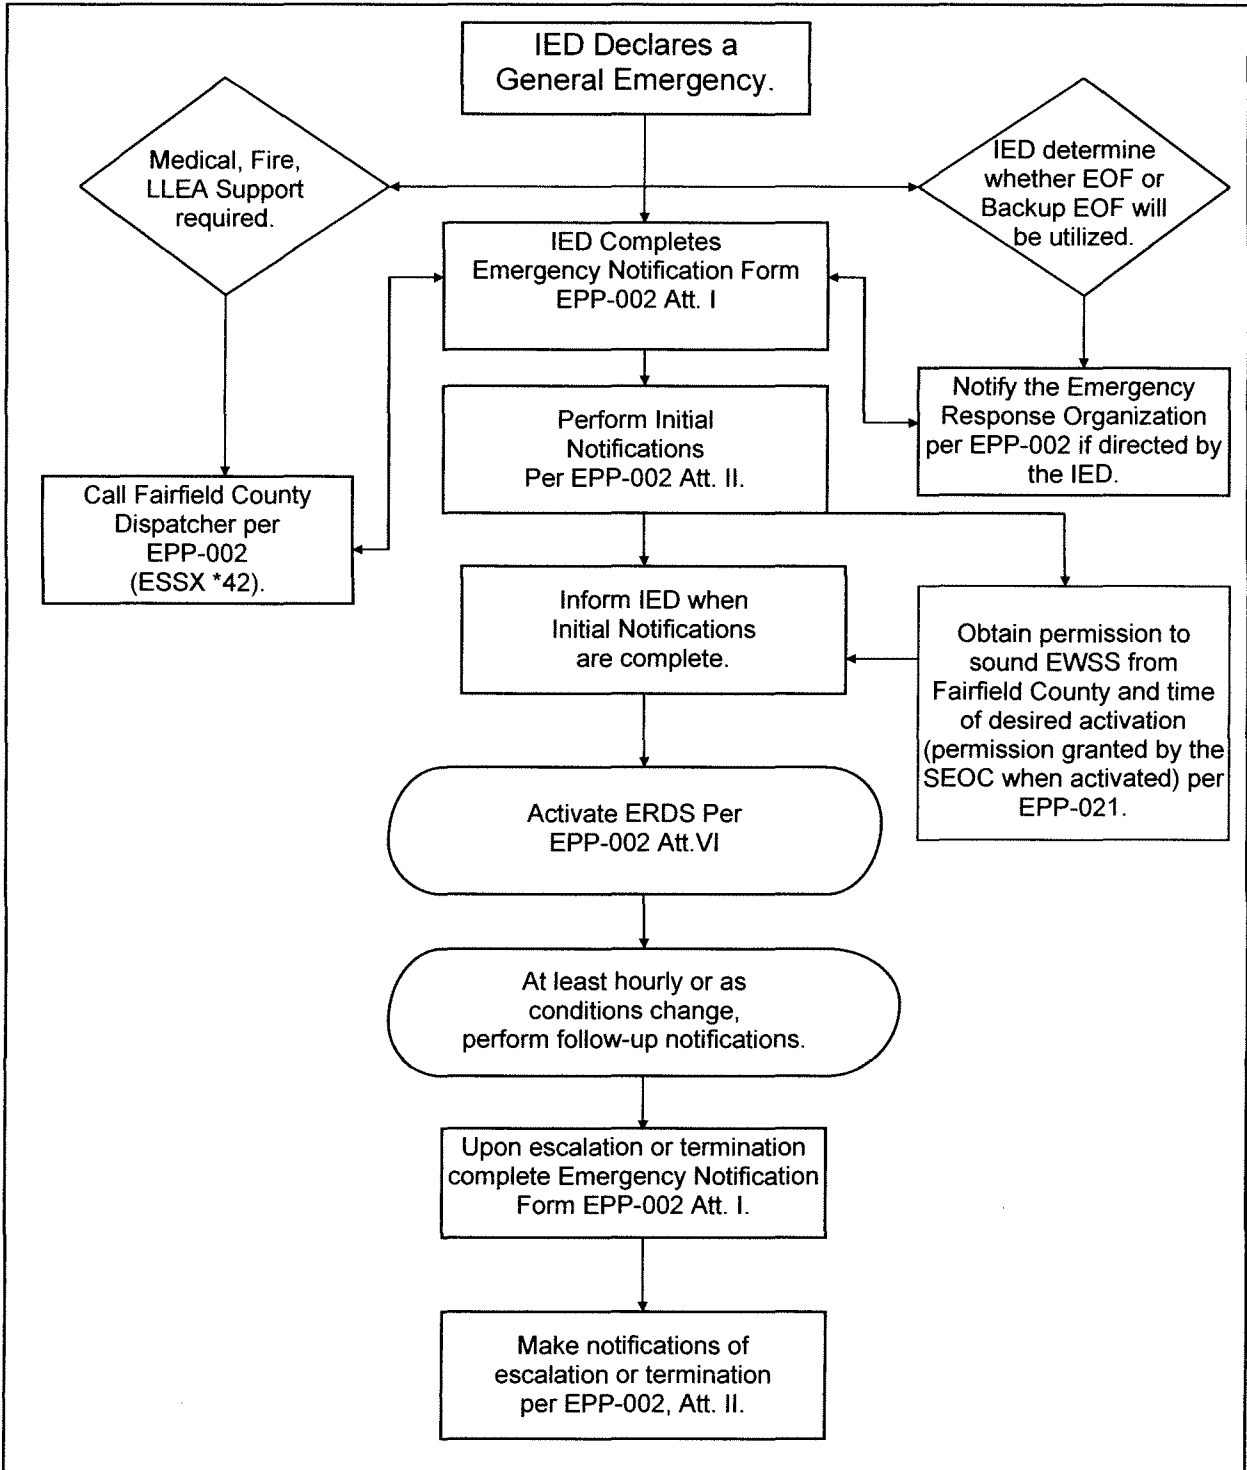 IED Declares a
General Emergency.
Medical, Fire,
LLEA Support
required.
IED determine
whether EOF or
Backup EOF will
be utilized.
IED Completes
Emergency Notification Form
EPP-002 Att. I
Notify the Emergency
Response Organization
per EPP-002 if directed by
the IED.
Perform Initial
Notifications
Per EPP-002 Att. II.
Call Fairfield County
Dispatcher per
EPP-002
(ESSX *42).
Inform IED when
Initial Notifications
are complete.
Obtain permission to
sound EWSS from
Fairfield County and time
of desired activation
(permission granted by the
SEOC when activated) per
EPP-021.
Activate ERDS Per
EPP-002 Att.VI
At least hourly or as
conditions change,
perform follow-up notifications.
Upon escalation or termination
complete Emergency Notification
Form EPP-002 Att. I.
Make notifications of
escalation or termination
per EPP-002, Att. II.